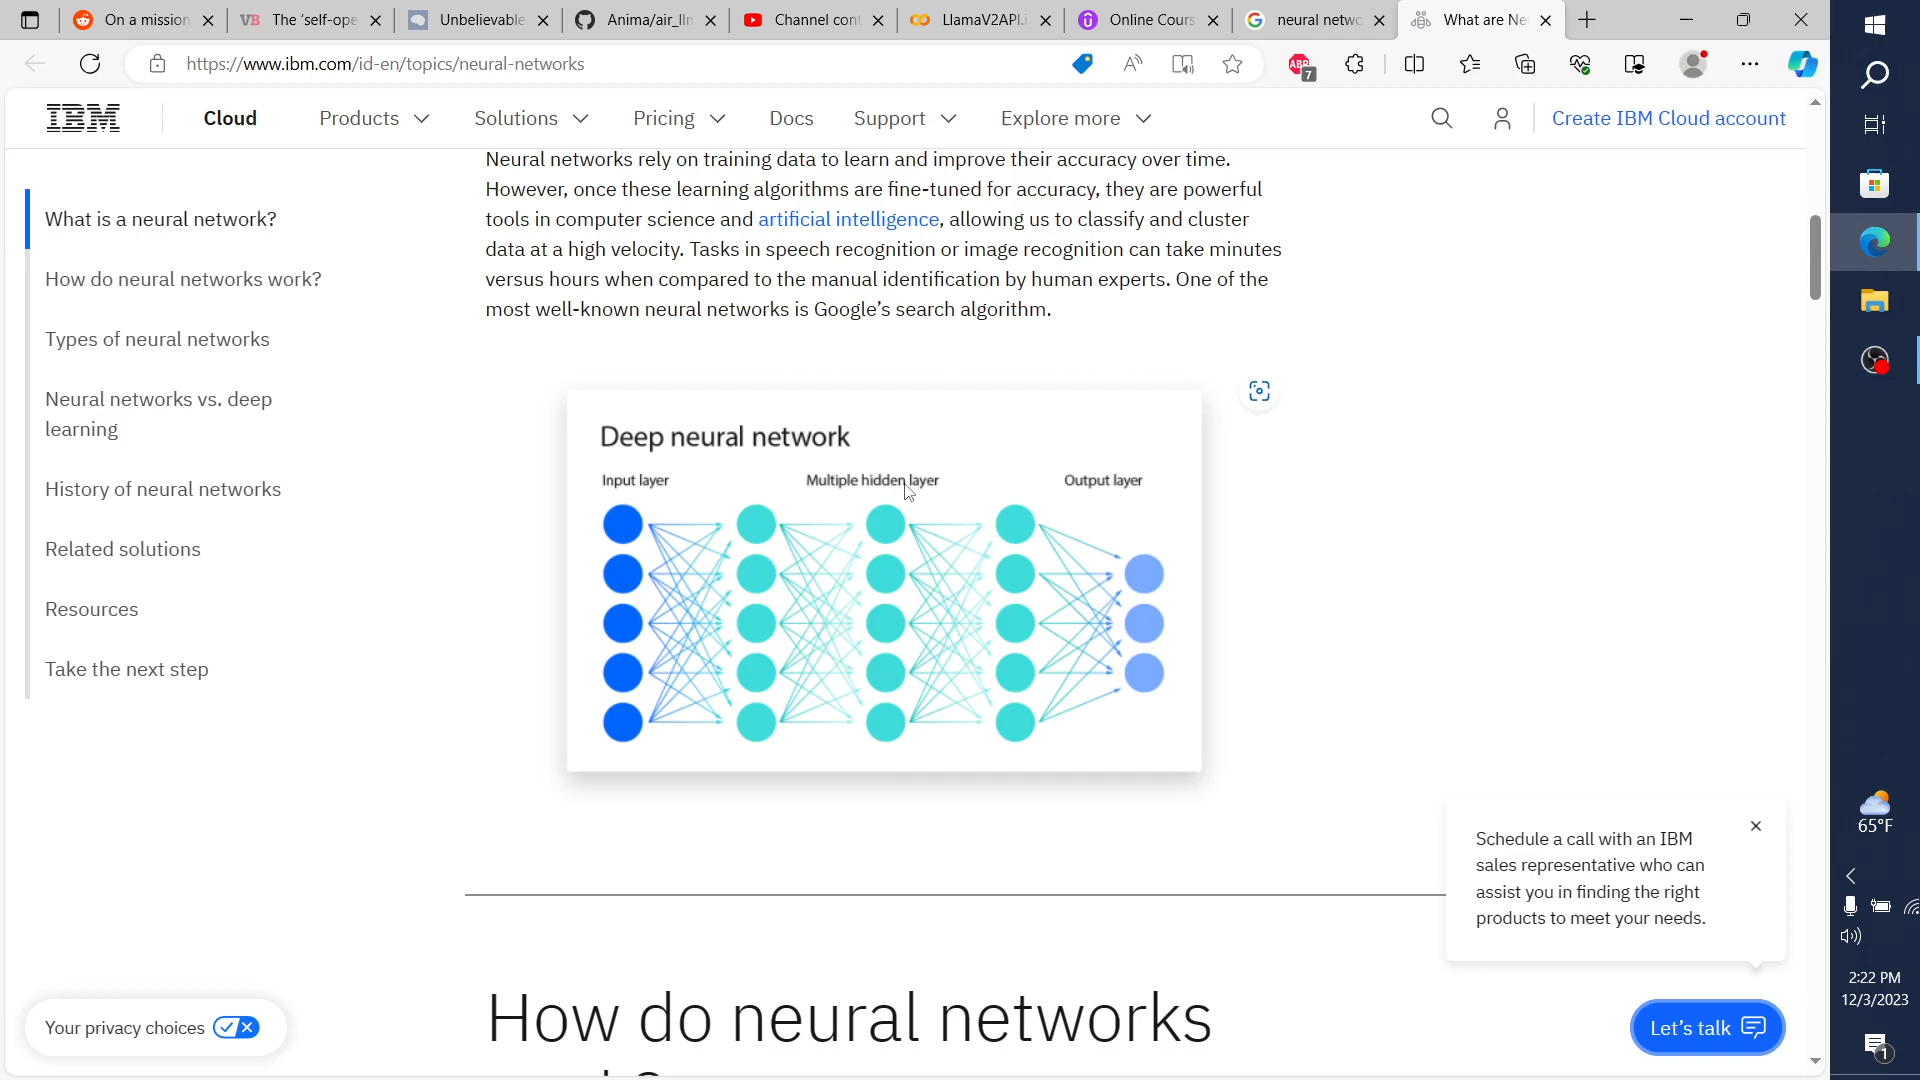 On a mission
The 'self-ope
Unbelievable
Anima/air_lln
Channel cont
LlamaV2API.i
Online Cours
neural netwo
What are Ne
https://www.ibm.com/id-en/topics/neural-networks
ABP
7
IBM
Cloud
Products
Solutions
Pricing
Docs
Support
Explore more
Create IBM Cloud account
What is a neural network?
How do neural networks work?
Types of neural networks
Neural networks vs. deep
learning
History of neural networks
Related solutions
Resources
Take the next step
Neural networks rely on training data to learn and improve their accuracy over time.
However, once these learning algorithms are fine-tuned for accuracy, they are powerful
tools in computer science and artificial intelligence, allowing us to classify and cluster
data at a high velocity. Tasks in speech recognition or image recognition can take minutes
versus hours when compared to the manual identification by human experts. One of the
most well-known neural networks is Google’s search algorithm.
Deep neural network
Input layer
Multiple hidden layer
Output layer
Schedule a call with an IBM
sales representative who can
assist you in finding the right
products to meet your needs.
How do neural networks
Your privacy choices
Let’s talk
65°F
2:22 PM
12/3/2023
1